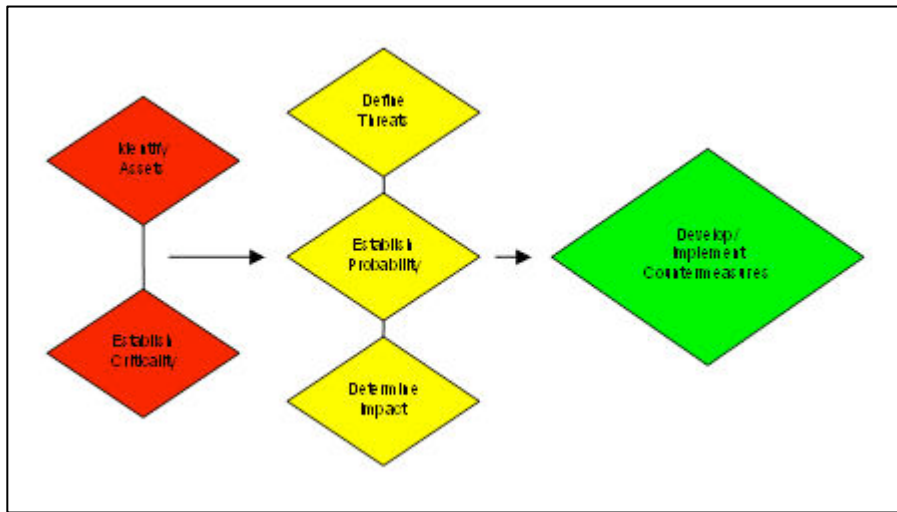 Identify
Assets
Establish
Criticality
Define
Threats
Establish
Probability
Determine
Impact
Develop/
Implement
Countermeasures